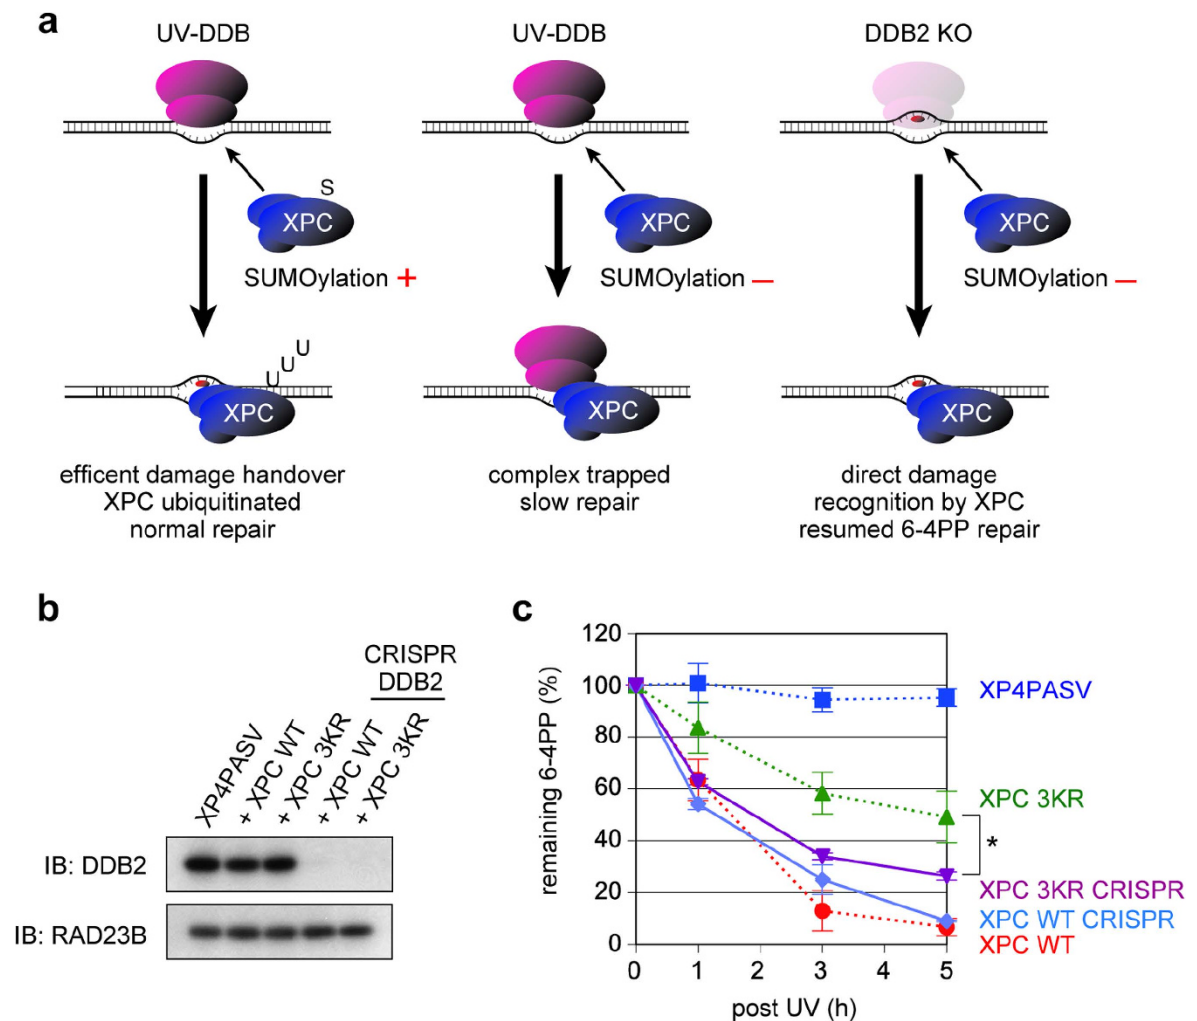 a
UV-DDB
UV-DDB
DDB2 KO
S
XPC
XPC
XPC
SUMOylation +
SUMOylation −
SUMOylation −
U U U
XPC
XPC
XPC
efficent damage handover
XPC ubiquitinated
normal repair
complex trapped
slow repair
direct damage
recognition by XPC
resumed 6-4PP repair
b
CRISPR
DDB2
XP4PASV
+ XPC WT
+ XPC 3KR
+ XPC WT
+ XPC 3KR
IB: DDB2
IB: RAD23B
c
remaining 6-4PP (%)
120
100
80
60
40
20
0
0 1 2 3 4 5
post UV (h)
XP4PASV
XPC 3KR
*
XPC 3KR CRISPR
XPC WT CRISPR
XPC WT